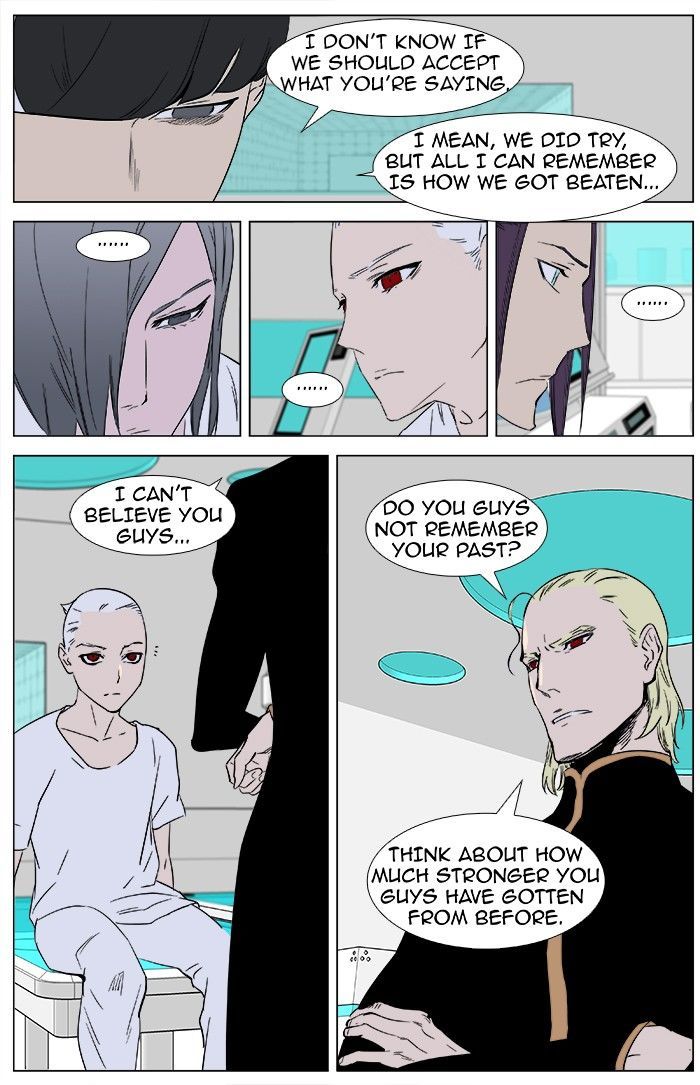 I DON'T KNOW IF
WE SHOULD ACCEPT
WHAT YOU'RE SAYING.
I MEAN, WE DID TRY,
BUT ALL I CAN REMEMBER
IS HOW WE GOT BEATEN...
......
......
......
I CAN'T
BELIEVE YOU
GUYS...
DO YOU GUYS
NOT REMEMBER
YOUR PAST?
THINK ABOUT HOW
MUCH STRONGER YOU
GUYS HAVE GOTTEN
FROM BEFORE.